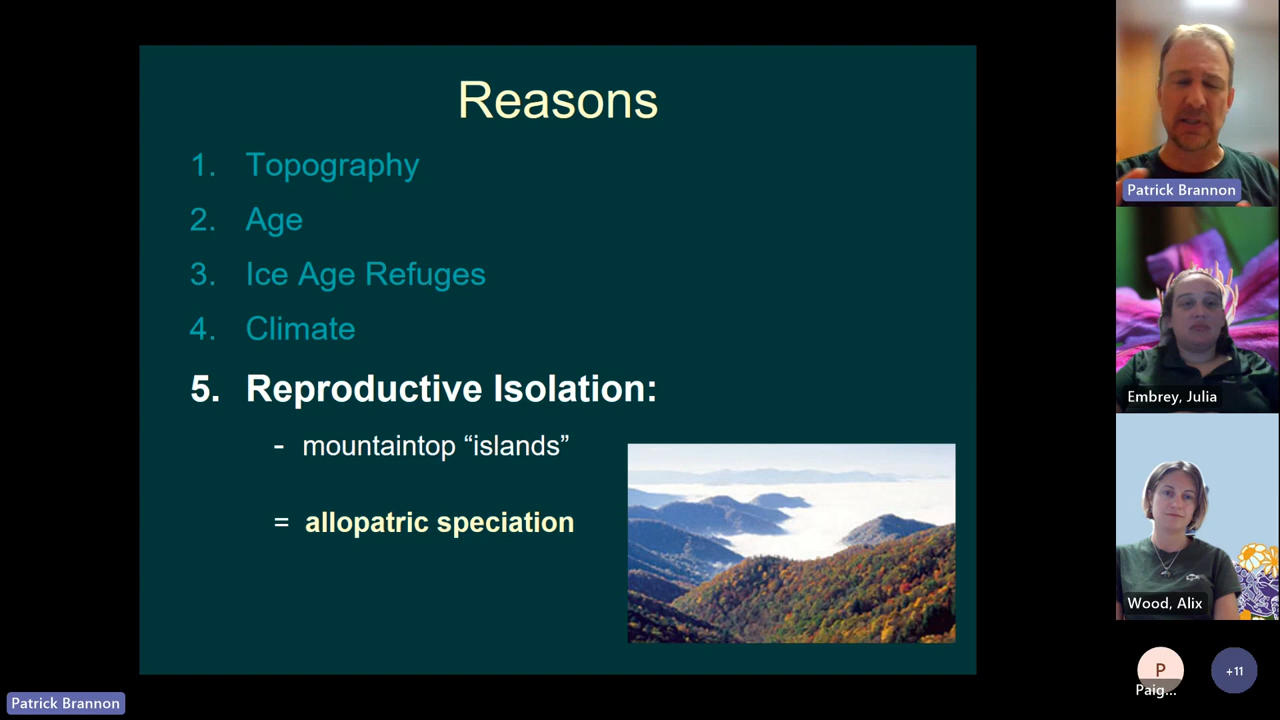 Reasons
1. Topography
2. Age
3. Ice Age Refuges
4. Climate
5. Reproductive Isolation:
- mountaintop “islands”
= allopatric speciation
Patrick Brannon
Embrey, Julia
Wood, Alix
P
Paig...
+11
Patrick Brannon